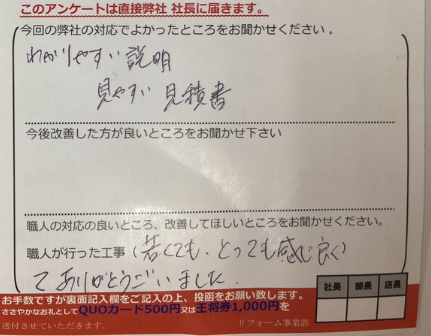 このアンケートは直接弊社 社長に届きます。
今回の弊社の対応でよかったところをお聞かせください。
わかりやすい 説明
見やすい 見積書
今後改善した方が良いところをお聞かせ下さい
職人の対応の良いところ、改善してほしいところをお聞かせください。
職人が行った工事 (若くても、とっても感じ良く)
てありがとうございました。
社長 部長 店長
お手数ですが裏面記入欄をご記入の上、投函をお願い致します。
ささやかなお礼としてQUOカード500円又は王将券1,000円を
送付させていただきます。 リフォーム事業部